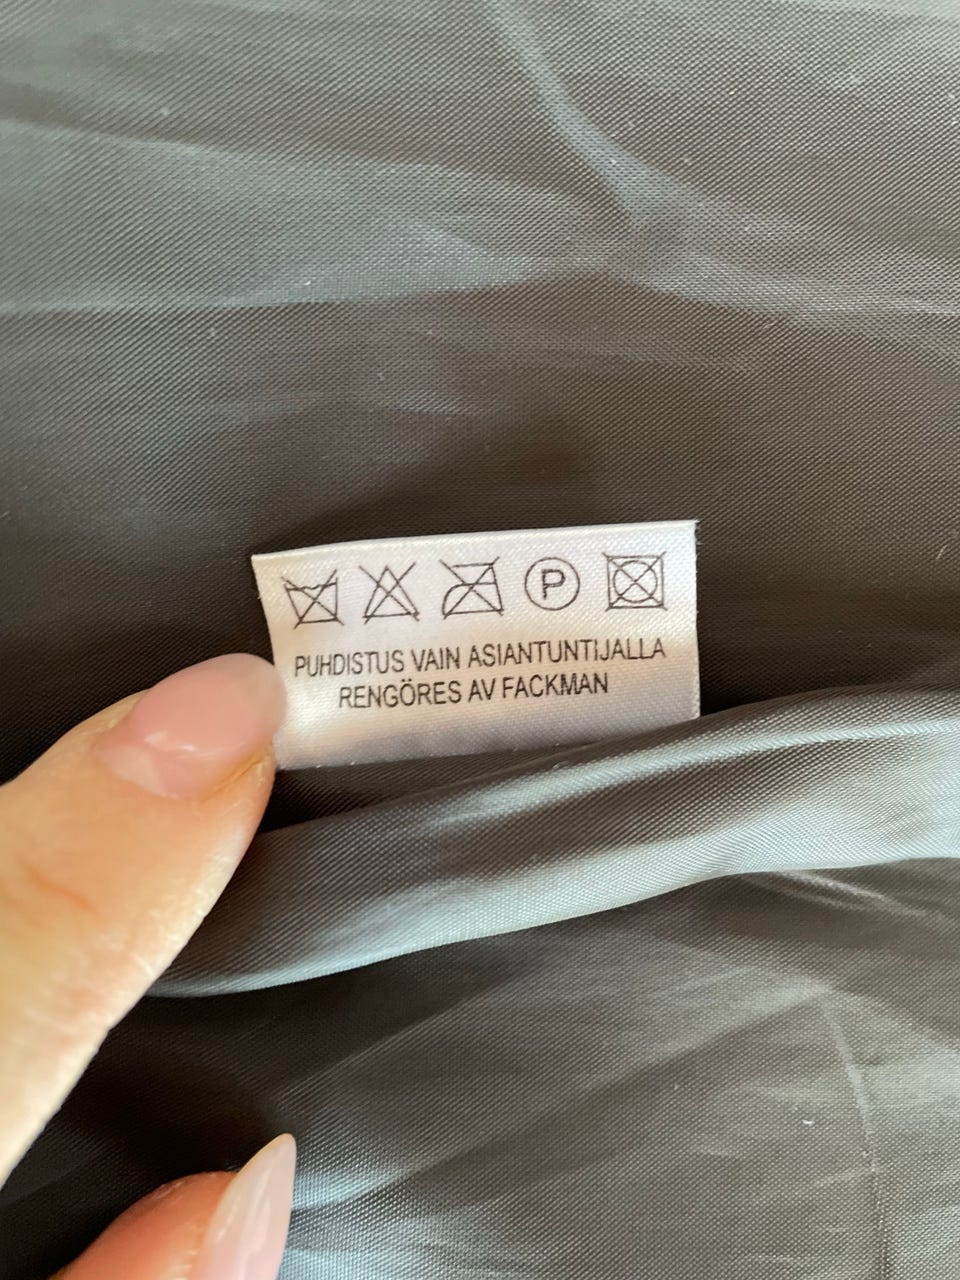 P
PUHDISTUS VAIN ASIANTUNTIJALLA
RENGÖRES AV FACKMAN